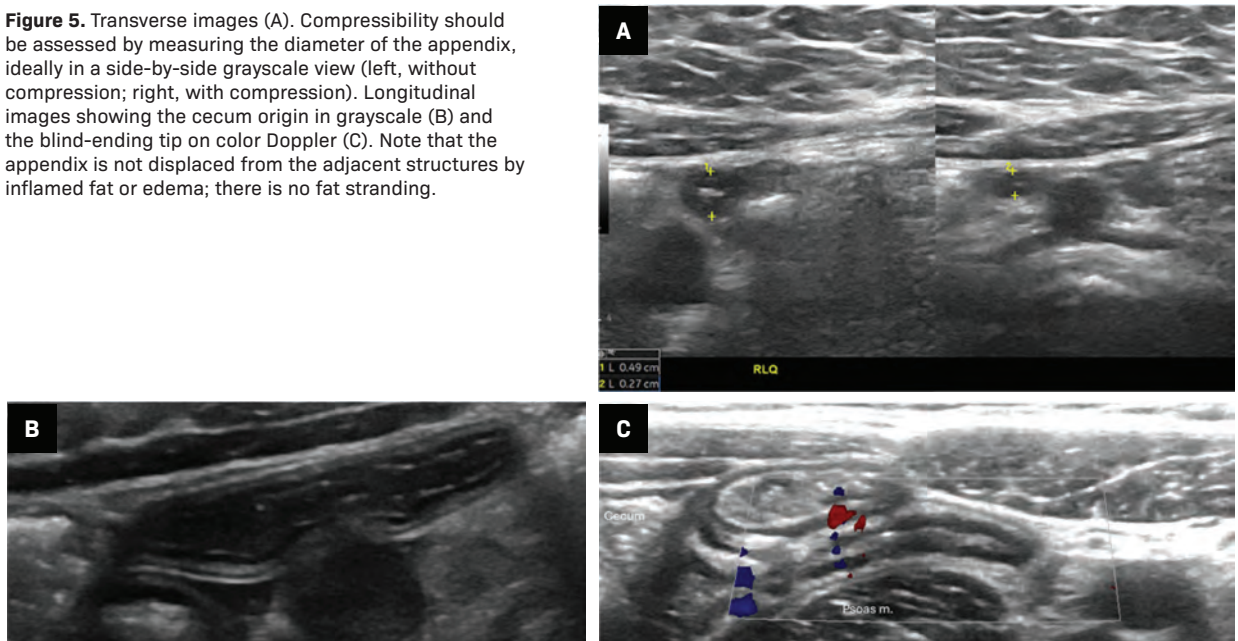 Figure 5. Transverse images (A). Compressibility should
be assessed by measuring the diameter of the appendix,
ideally in a side-by-side grayscale view (left, without
compression; right, with compression). Longitudinal
images showing the cecum origin in grayscale (B) and
the blind-ending tip on color Doppler (C). Note that the
appendix is not displaced from the adjacent structures by
inflamed fat or edema; there is no fat stranding.
A
1 L 0.49 cm
2 L 0.27 cm
RLQ
B
C
Cecum
Psoas m.